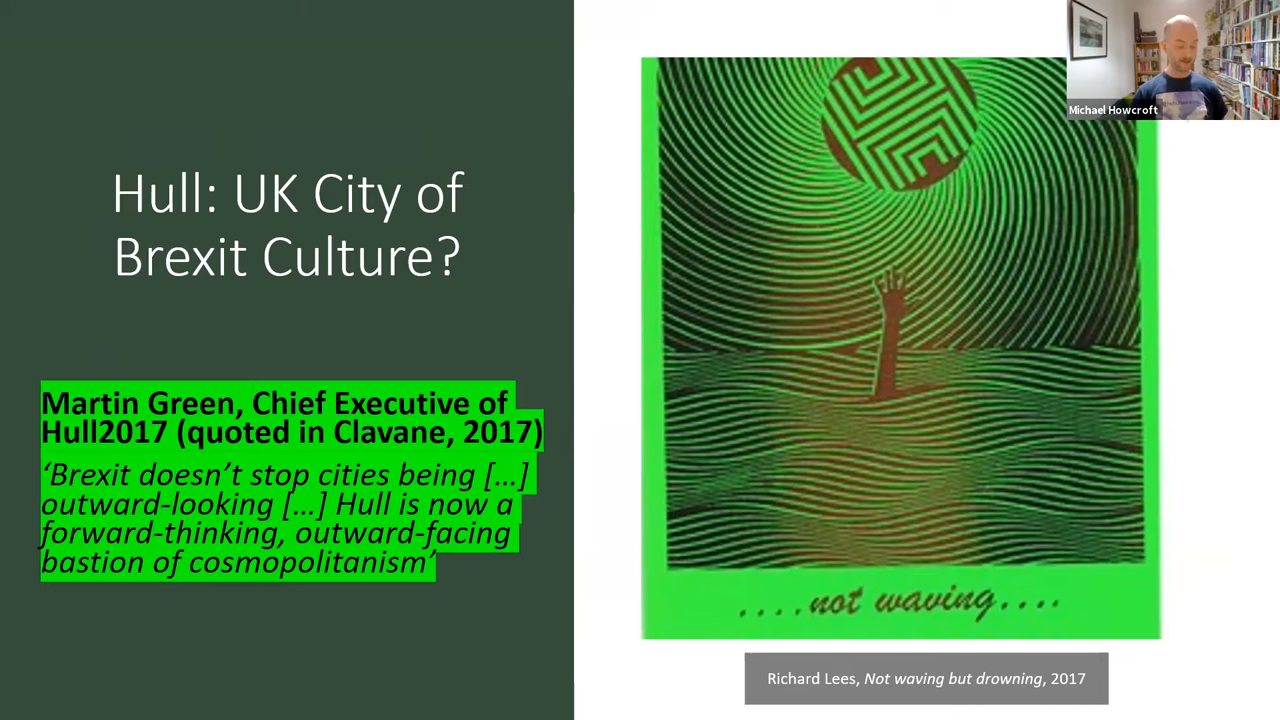 Hull: UK City of
Brexit Culture?
Martin Green, Chief Executive of
Hull2017 (quoted in Clavane, 2017)
‘Brexit doesn’t stop cities being […]
outward-looking […] Hull is now a
forward-thinking, outward-facing
bastion of cosmopolitanism’
....not waving....
Richard Lees, Not waving but drowning, 2017
Michael Howcroft